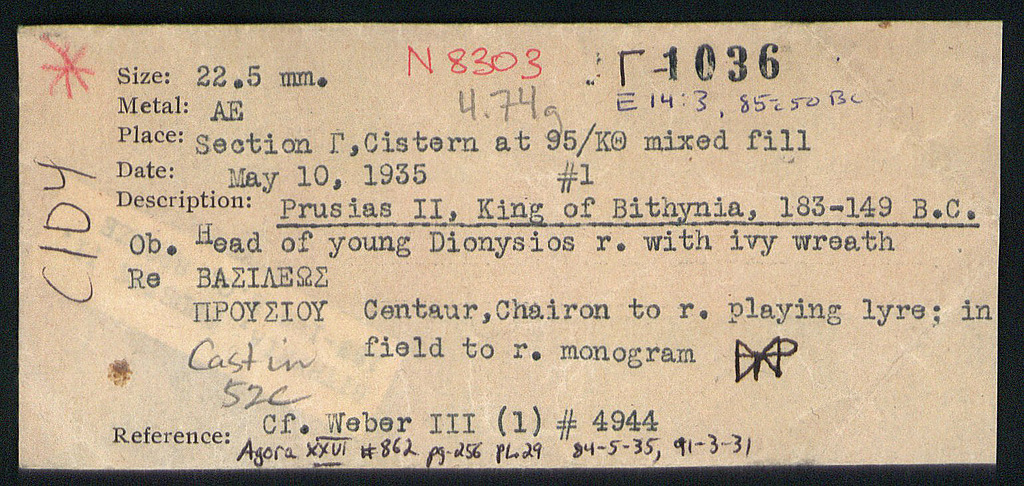 N 8303
Γ-1036
Size: 22.5 mm.
4.74g
E 14:3, 85-50 BC
Metal: AE
Place: Section Γ,Cistern at 95/ΚΘ mixed fill
Date: May 10, 1935 #1
C1D4
Description: Prusias II, King of Bithynia, 183-149 B.C.
Ob. Head of young Dionysios r. with ivy wreath
Re ΒΑΣΙΛΕΩΣ
ΠΡΟΥΣΙΟΥ Centaur,Chairon to r. playing lyre; in
field to r. monogram
Cast in
52C
Reference: Cf. Weber III (1) # 4944
Agora XXVI #862 pg-256 PL.29 84-5-35, 91-3-31